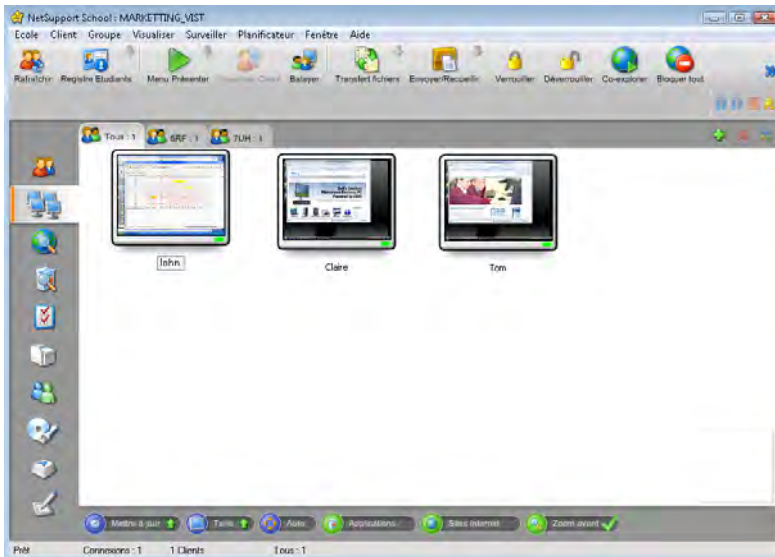 NetSupport School : MARKETTING_VIST
Ecole Client Groupe Visualiser Surveiller Planificateur Fenêtre Aide
Rafraîchir Registre Etudiants Menu Présenter Balayer Transfert fichiers Envoyer/Recueillir Verrouiller Déverrouiller Co-explorer Bloquer tout
Tous : 1 6RF : 1 7UH : 1
John Claire Tom
Mettre à jour Taille Auto Applications Sites Internet Zoom avant
Prêt Connexions : 1 1 Clients Tous : 1